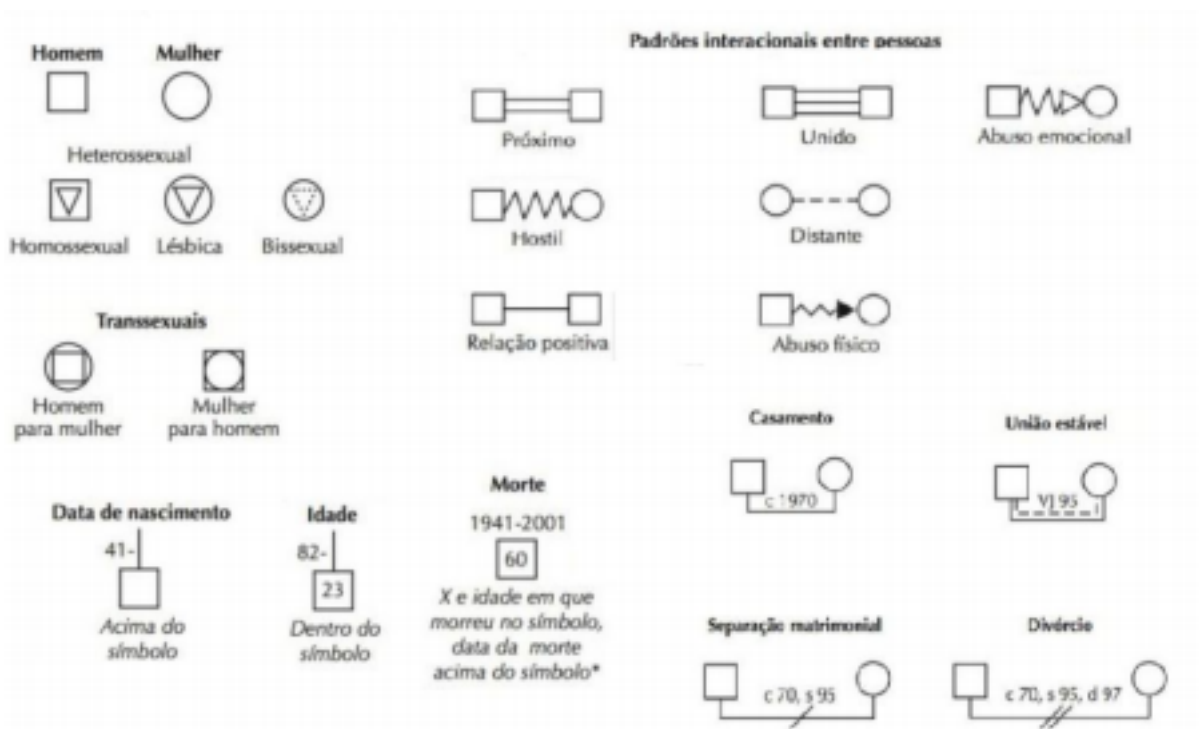 Homem
Mulher
Heterossexual
Homossexual
Lésbica
Bissexual
Transsexuais
Homem
para mulher
Mulher
para homem
Data de nascimento
41-
Acima do
símbolo
Idade
82-
23
Dentro do
símbolo
Morte
1941-2001
60
X e idade em que
morreu no símbolo,
data da morte
acima do símbolo*
Padrões interacionais entre pessoas
Próximo
Unido
Abuso emocional
Hostil
Distante
Relação positiva
Abuso físico
Casamento
c 1970
União estável
VJ 95
Separação matrimonial
c 70, s 95
Divórcio
c 70, s 95, d 97